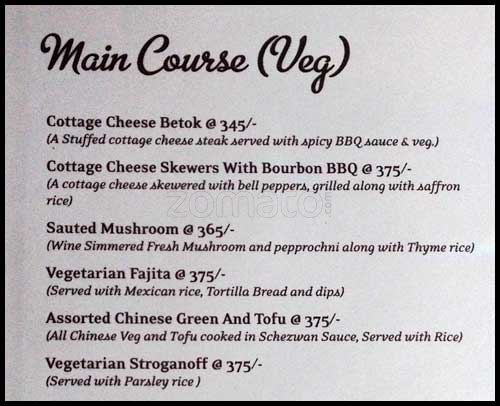 Main Course (Veg)
Cottage Cheese Betok @ 345/-
(A Stuffed cottage cheese steak served with spicy BBQ sauce & veg.)
Cottage Cheese Skewers With Bourbon BBQ @ 375/-
(A cottage cheese skewered with bell peppers, grilled along with saffron
rice)
zomato.com
Sauted Mushroom @ 365/-
(Wine Simmered Fresh Mushroom and pepprochni along with Thyme rice)
Vegetarian Fajita @ 375/-
(Served with Mexican rice, Tortilla Bread and dips)
Assorted Chinese Green And Tofu @ 375/-
(All Chinese Veg and Tofu cooked in Schezwan Sauce, Served with Rice)
Vegetarian Stroganoff @ 375/-
(Served with Parsley rice )